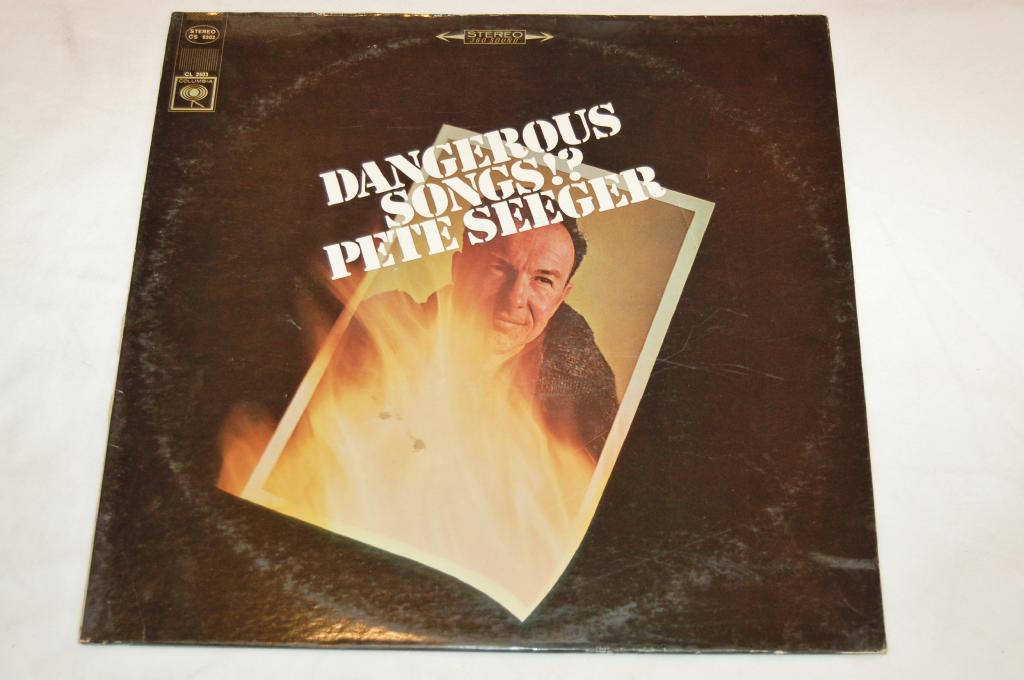 STEREO
CS 9303
CL 2503
COLUMBIA
STEREO
360 SOUND
DANGEROUS
SONGS!?
PETE SEEGER